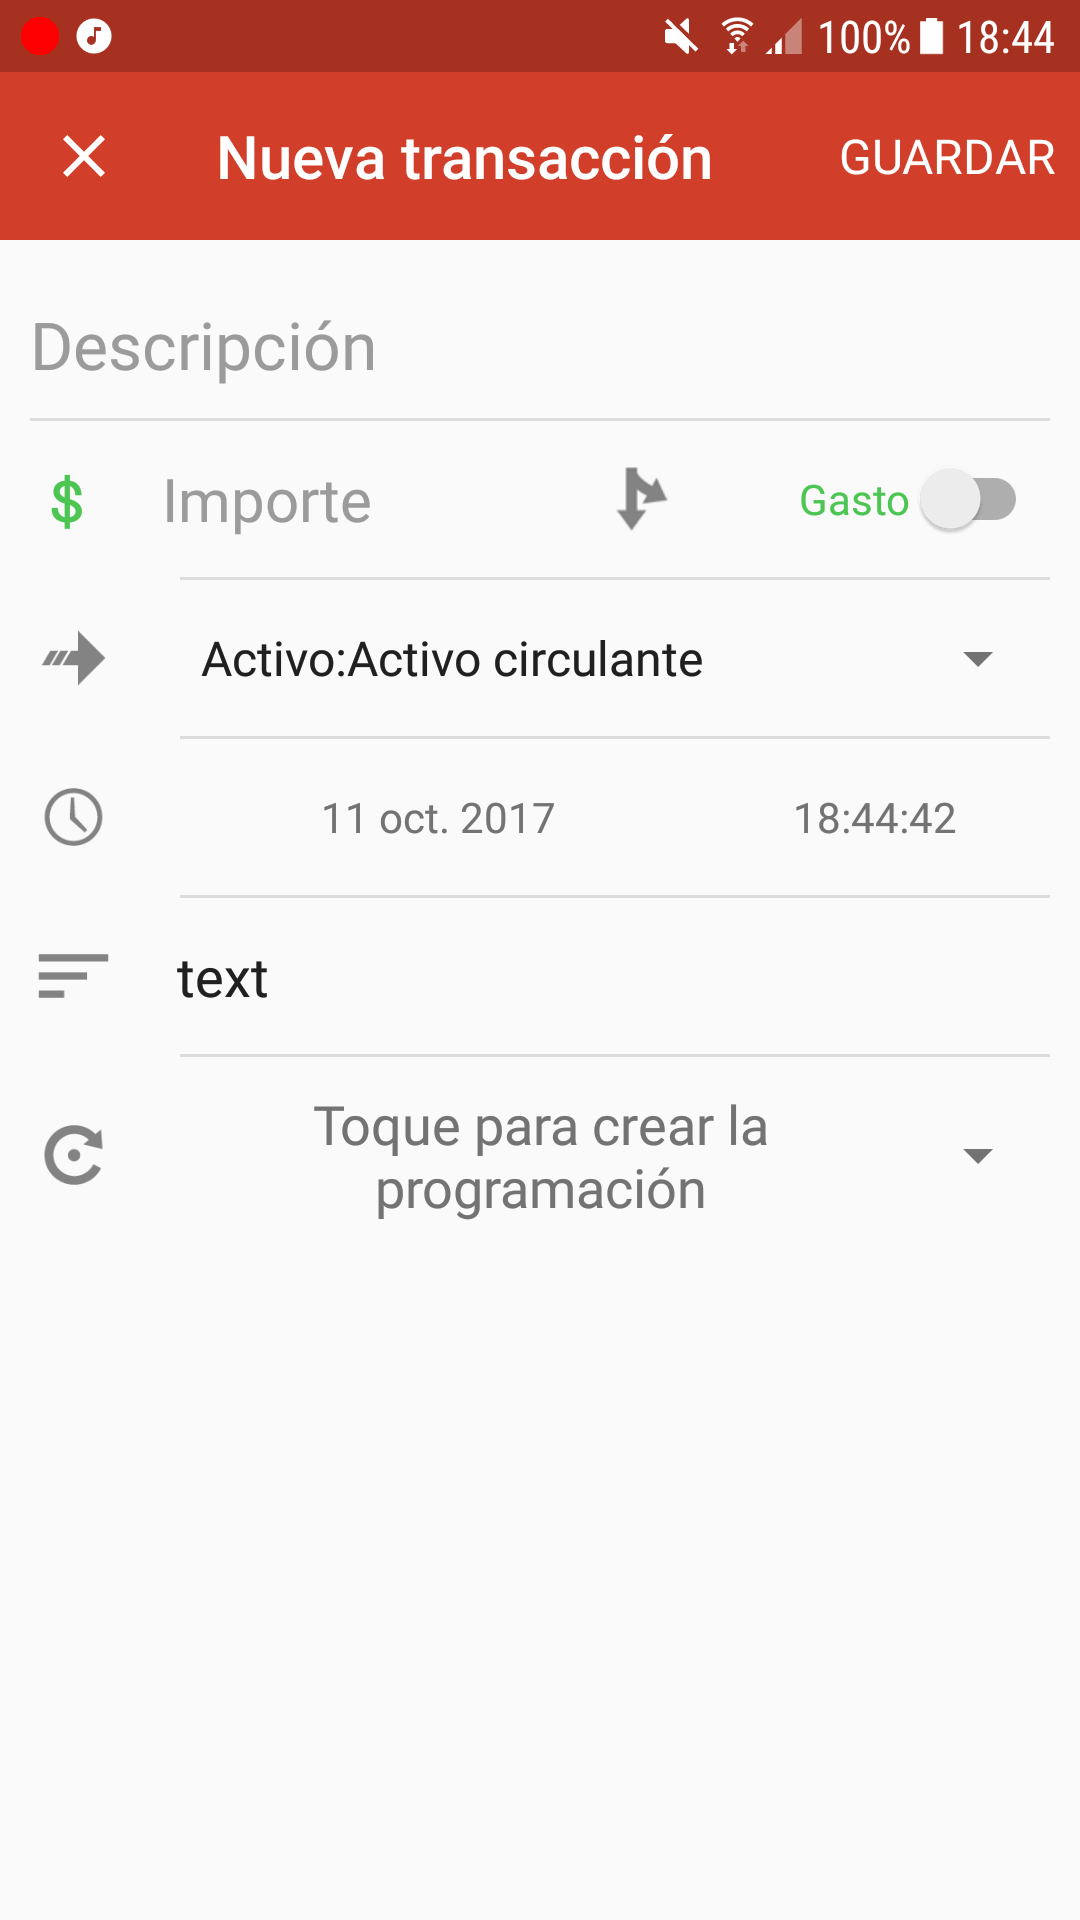 100% 18:44
Nueva transacción GUARDAR
Descripción
$ Importe Gasto
Activo:Activo circulante
11 oct. 2017 18:44:42
text
Toque para crear la
programación